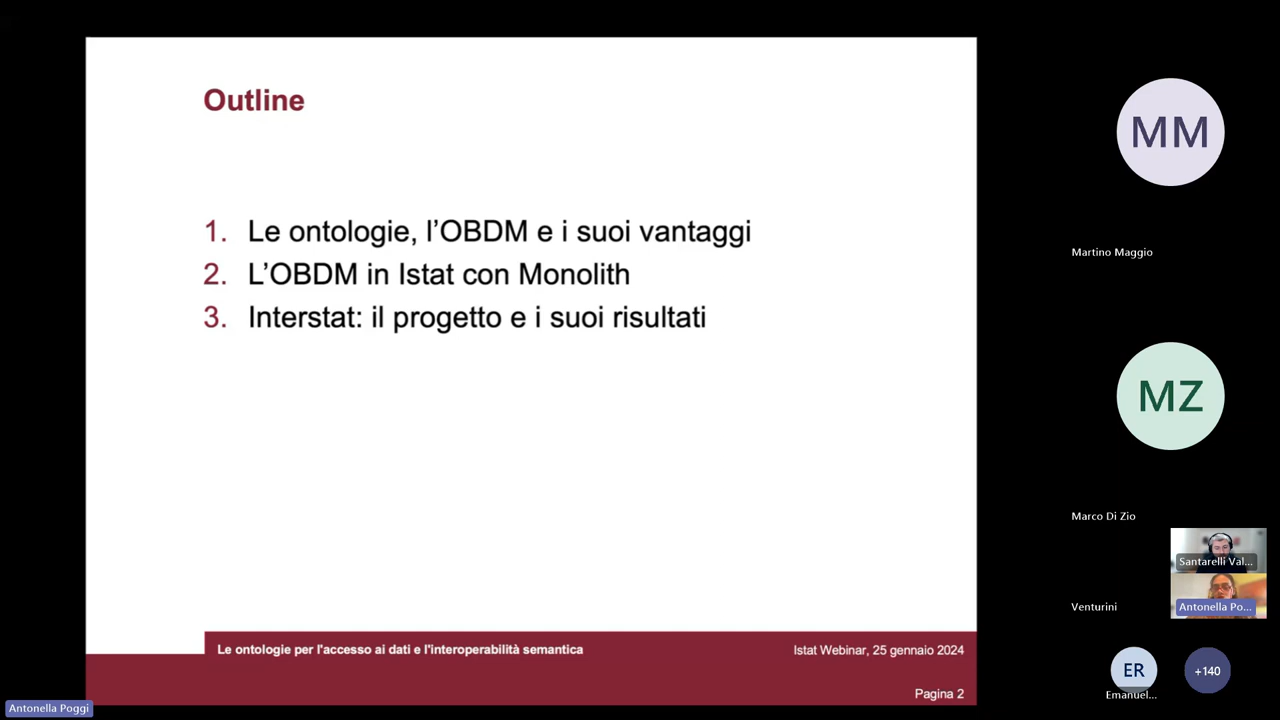 Outline
1. Le ontologie, l’OBDM e i suoi vantaggi
2. L’OBDM in Istat con Monolith
3. Interstat: il progetto e i suoi risultati
Le ontologie per l'accesso ai dati e l'interoperabilità semantica
Istat Webinar, 25 gennaio 2024
Pagina 2
Antonella Poggi
MM
Martino Maggio
MZ
Marco Di Zio
Santarelli Val...
Venturini
Antonella Po...
ER
+140
Emanuel...